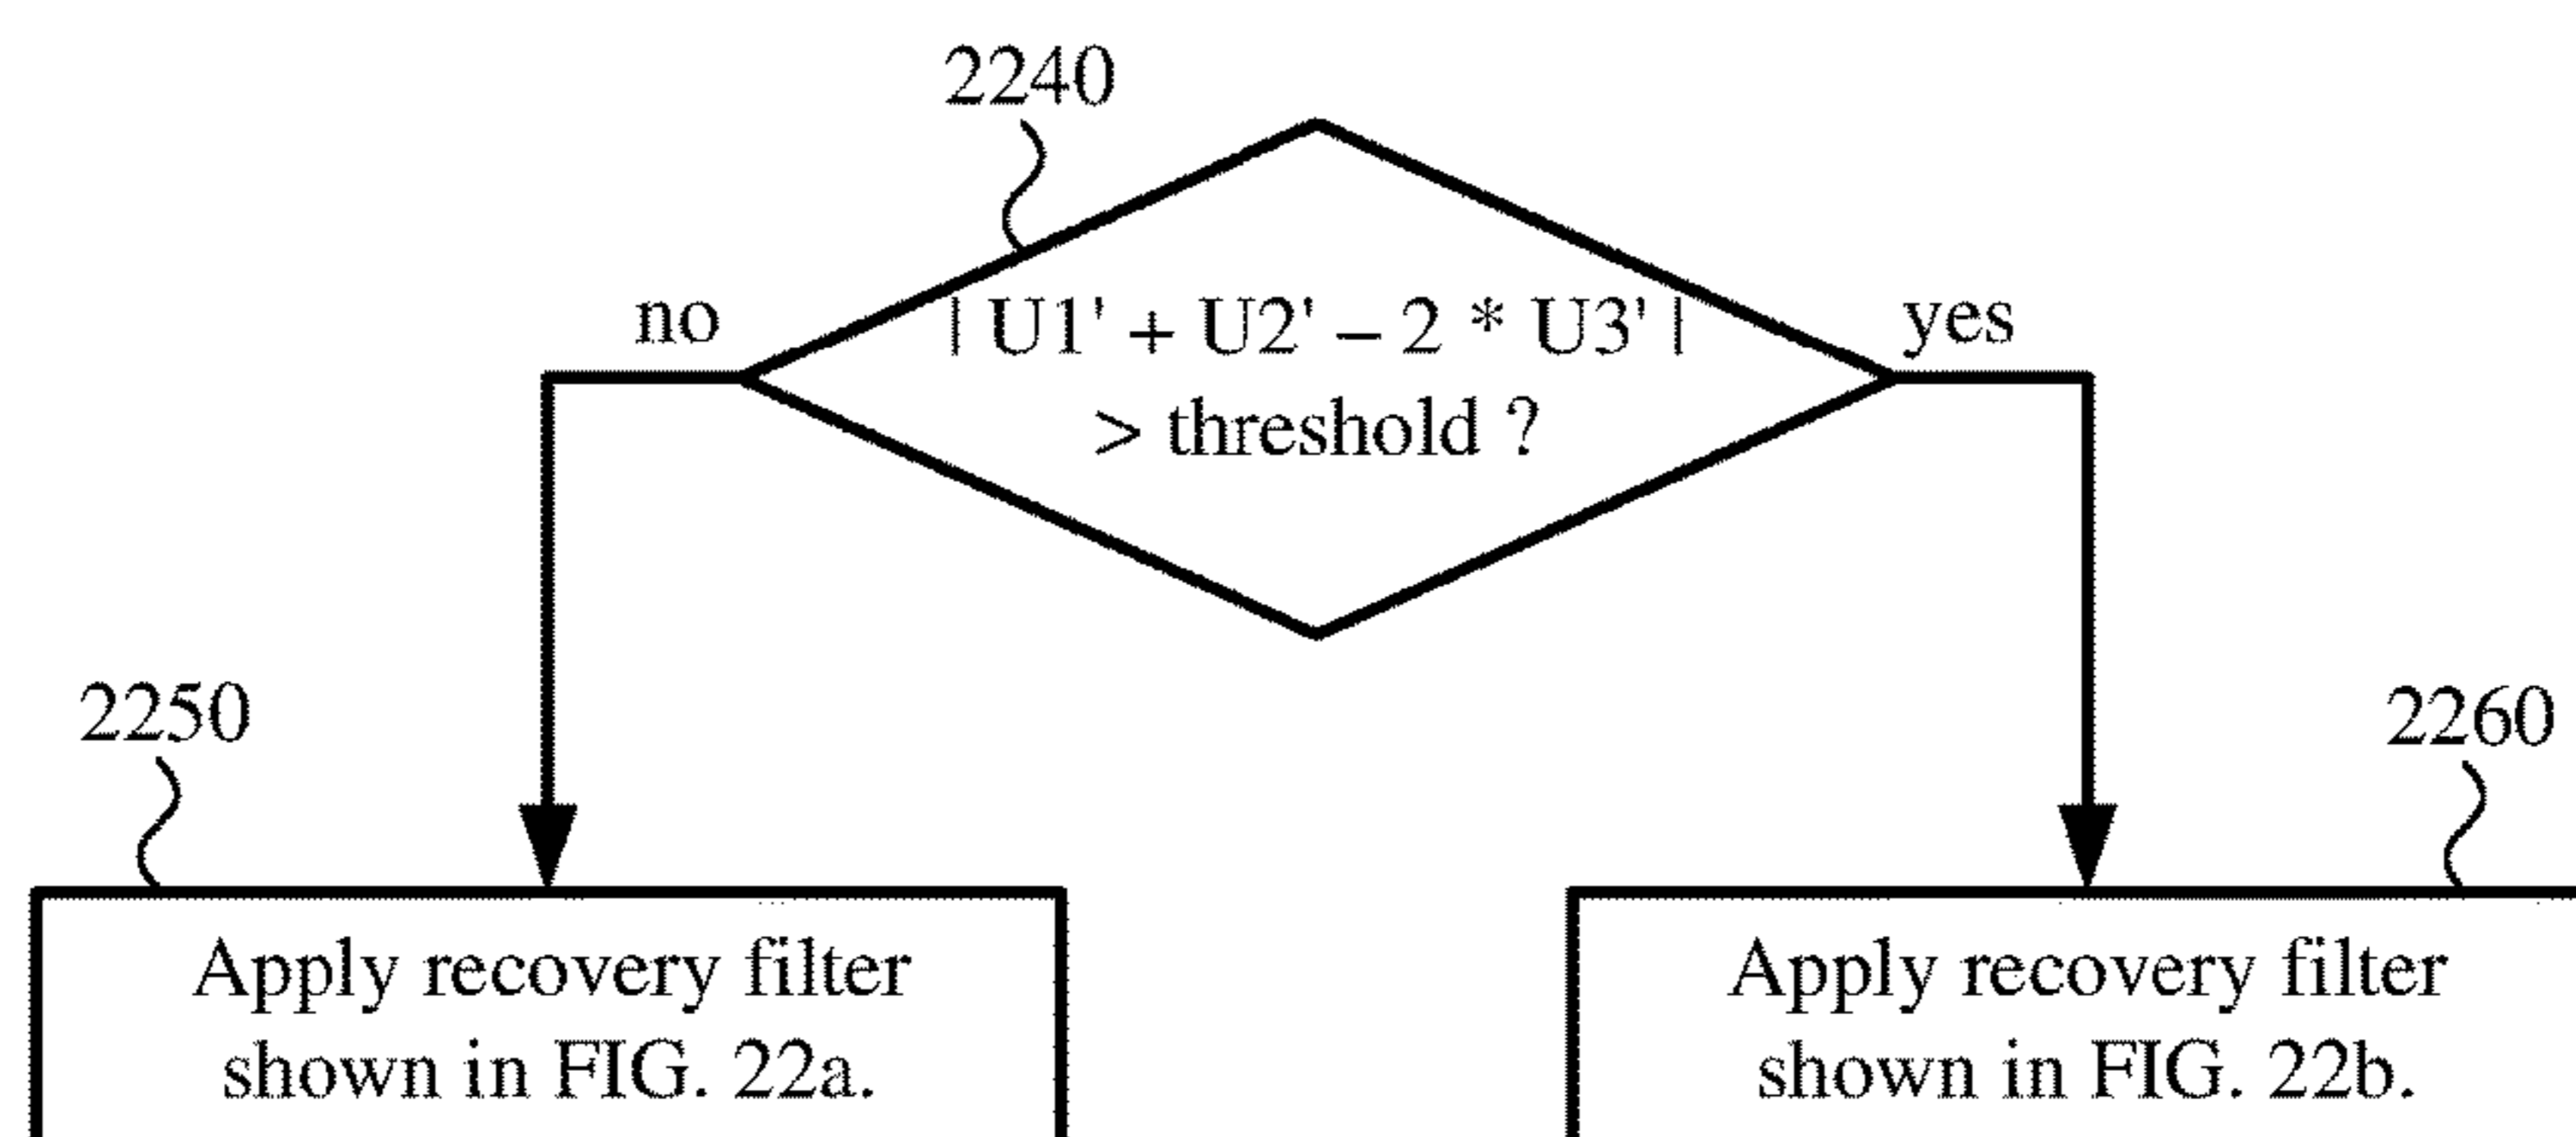 2240
no
| U1' + U2' – 2 * U3' |
> threshold ?
yes
2250
2260
Apply recovery filter
shown in FIG. 22a.
Apply recovery filter
shown in FIG. 22b.